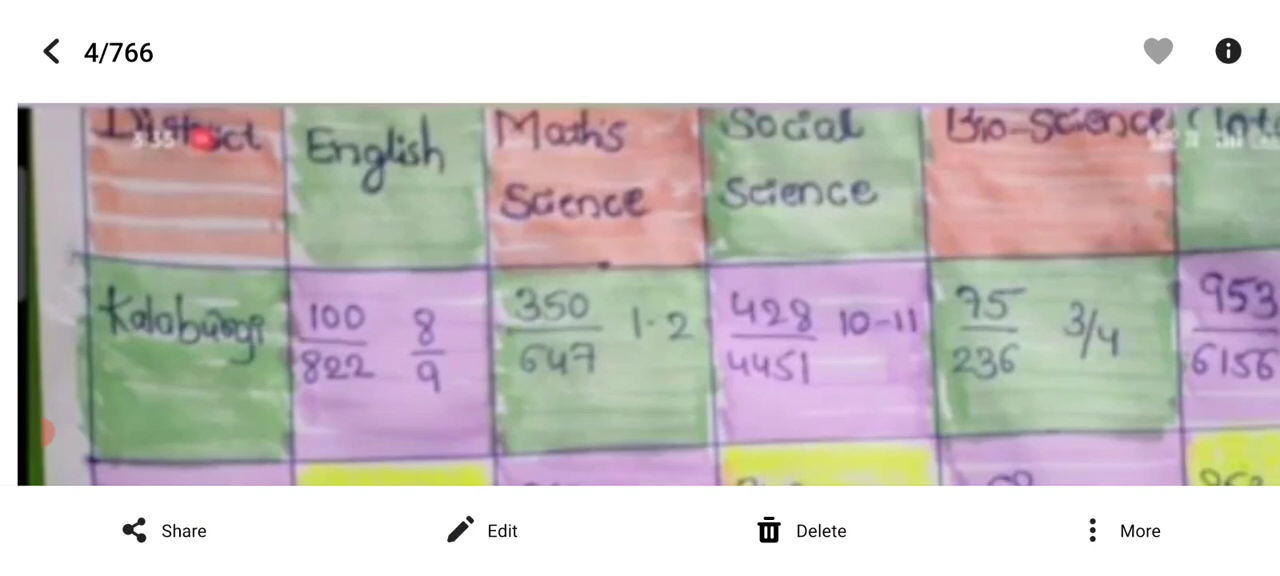 4/766
District
English
Maths
Science
Social
Science
Bio-Science
Kalaburgi
100
822
8
9
350
647
1-2
428
4451
10-11
75
236
3/4
953
6156
Share
Edit
Delete
More